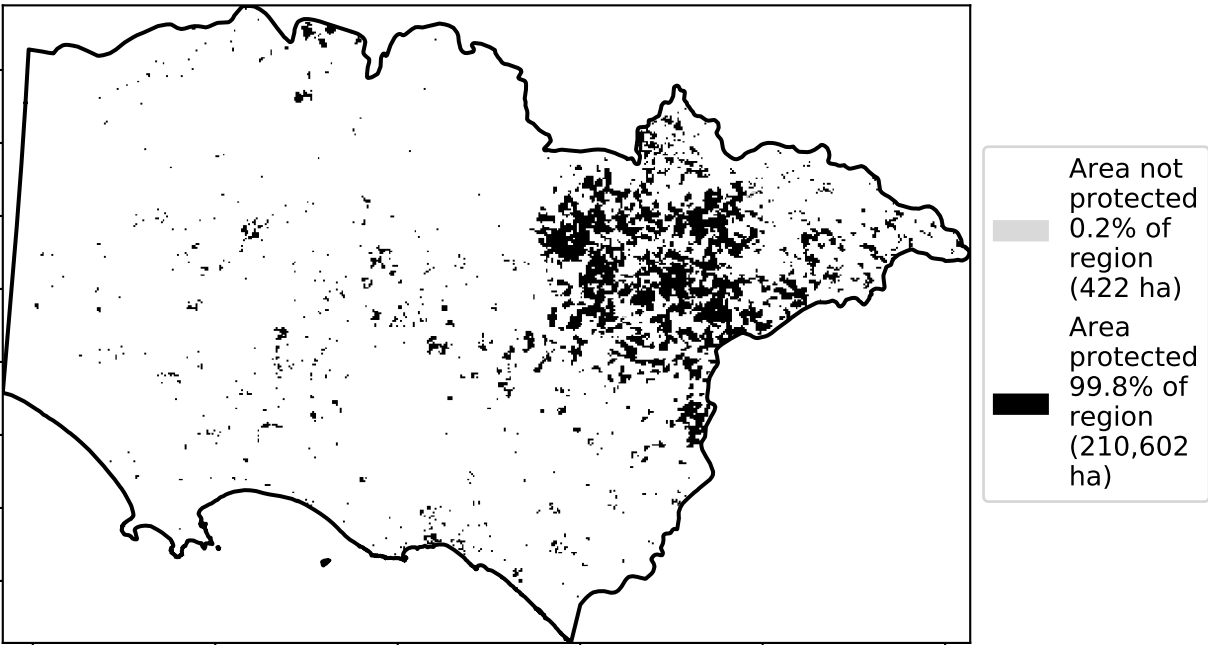 Area not
protected
0.2% of
region
(422 ha)
Area
protected
99.8% of
region
(210,602
ha)